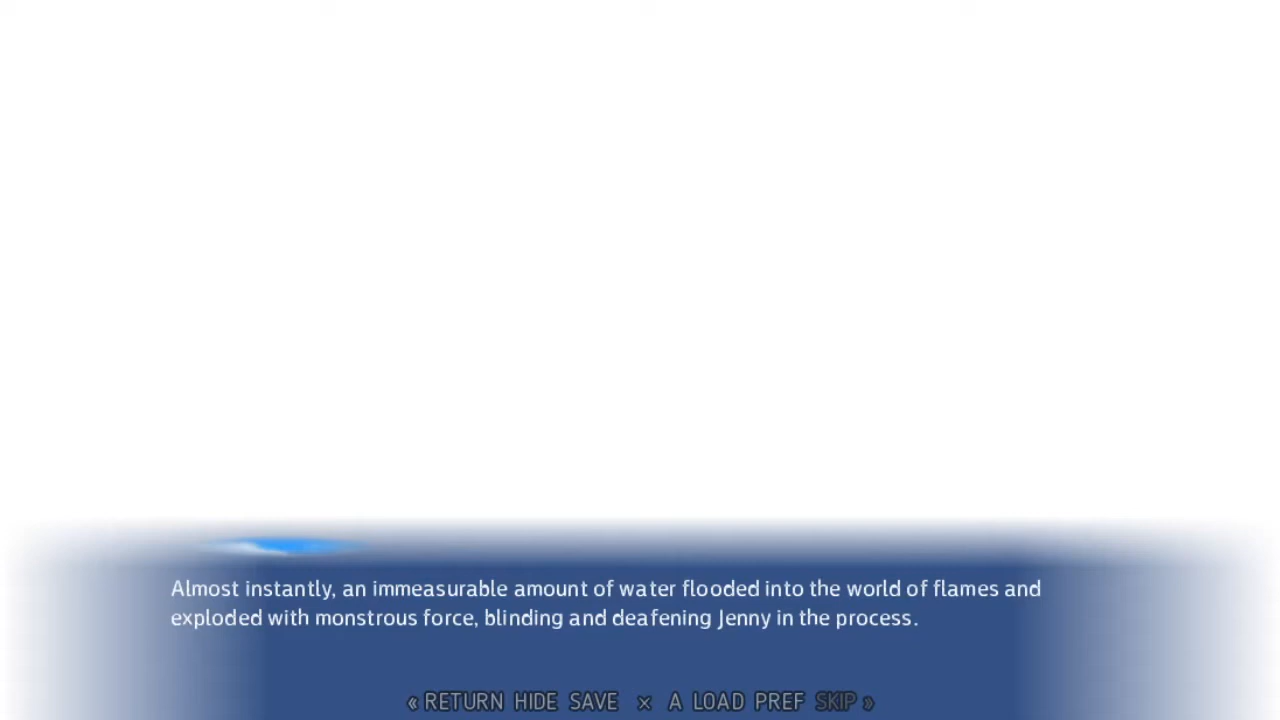 Almost instantly, an immeasurable amount of water flooded into the world of flames and
exploded with monstrous force, blinding and deafening Jenny in the process.
« RETURN HIDE SAVE × A LOAD PREF SKIP »